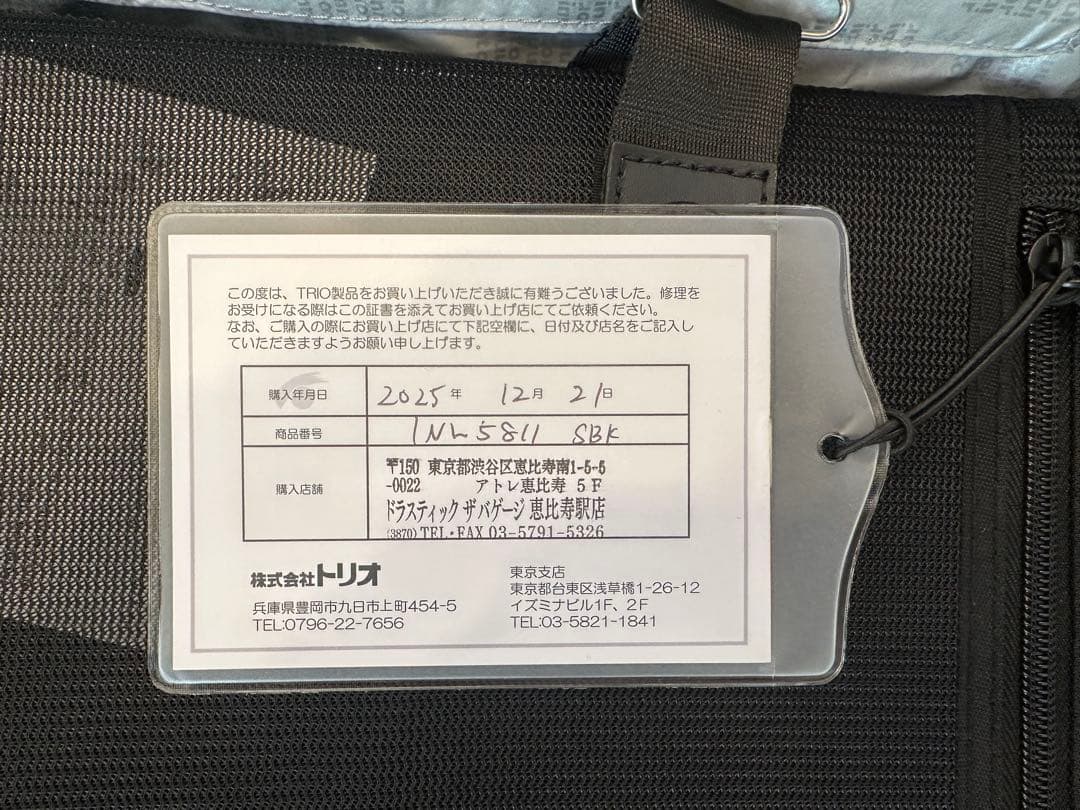 この度は、TRIO製品をお買い上げいただき誠に有難うございました。修理を
お受けになる際はこの証書を添えてお買い上げ店にてご依頼ください。
なお、ご購入の際にお買い上げ店にて下記空欄に、日付及び店名をご記入し
ていただきますようお願い申し上げます。
購入年月日 2025年 12月 21日
商品番号 INL5811 SBK
購入店舗
〒150 東京都渋谷区恵比寿南1-5-5
-0022 アトレ恵比寿 5F
ドラスティック ザ バゲージ 恵比寿駅店
(3870) TEL・FAX 03-5791-5326
株式会社トリオ
兵庫県豊岡市九日市上町454-5
TEL:0796-22-7656
東京支店
東京都台東区浅草橋1-26-12
イズミナビル1F、2F
TEL:03-5821-1841